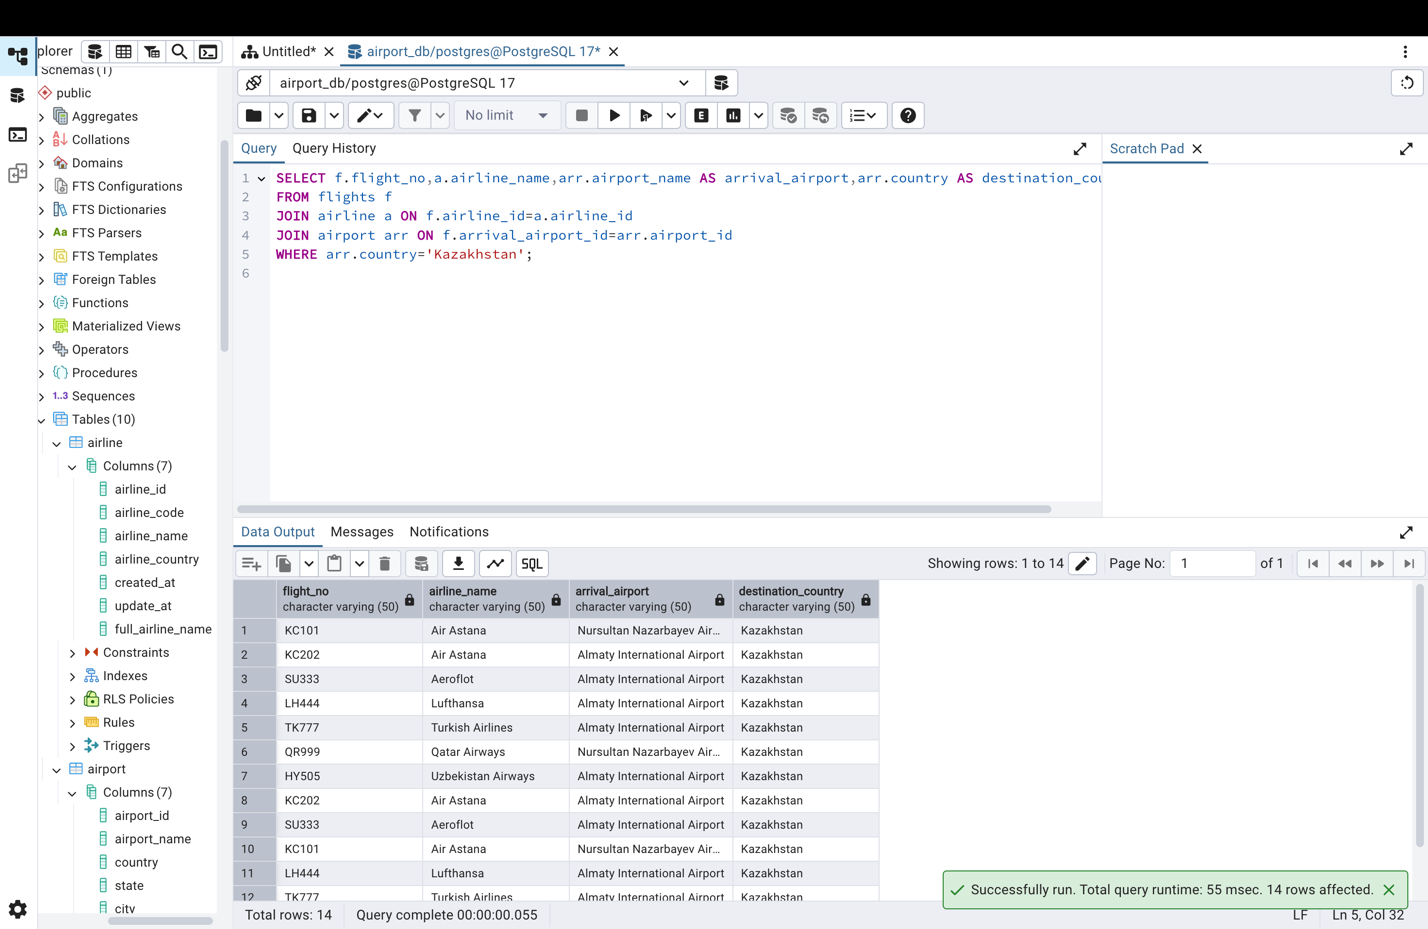 plorer
Untitled*
airport_db/postgres@PostgreSQL 17*
Schemas (1)
public
Aggregates
Collations
Domains
FTS Configurations
FTS Dictionaries
Aa FTS Parsers
FTS Templates
Foreign Tables
Functions
Materialized Views
Operators
Procedures
1..3 Sequences
Tables (10)
airline
Columns (7)
airline_id
airline_code
airline_name
airline_country
created_at
update_at
full_airline_name
Constraints
Indexes
RLS Policies
Rules
Triggers
airport
Columns (7)
airport_id
airport_name
country
state
city
airport_db/postgres@PostgreSQL 17
No limit
E
Query Query History
Scratch Pad
1 SELECT f.flight_no,a.airline_name,arr.airport_name AS arrival_airport,arr.country AS destination_cou
2 FROM flights f
3 JOIN airline a ON f.airline_id=a.airline_id
4 JOIN airport arr ON f.arrival_airport_id=arr.airport_id
5 WHERE arr.country='Kazakhstan';
6
Data Output Messages Notifications
SQL
Showing rows: 1 to 14
Page No: 1 of 1
flight_no airline_name arrival_airport destination_country
character varying (50) character varying (50) character varying (50) character varying (50)
1 KC101 Air Astana Nursultan Nazarbayev Air... Kazakhstan
2 KC202 Air Astana Almaty International Airport Kazakhstan
3 SU333 Aeroflot Almaty International Airport Kazakhstan
4 LH444 Lufthansa Almaty International Airport Kazakhstan
5 TK777 Turkish Airlines Almaty International Airport Kazakhstan
6 QR999 Qatar Airways Nursultan Nazarbayev Air... Kazakhstan
7 HY505 Uzbekistan Airways Almaty International Airport Kazakhstan
8 KC202 Air Astana Almaty International Airport Kazakhstan
9 SU333 Aeroflot Almaty International Airport Kazakhstan
10 KC101 Air Astana Nursultan Nazarbayev Air... Kazakhstan
11 LH444 Lufthansa Almaty International Airport Kazakhstan
12 TK777 Turkish Airlines Almaty International Airport Kazakhstan
Successfully run. Total query runtime: 55 msec. 14 rows affected.
Total rows: 14 Query complete 00:00:00.055
LF Ln 5, Col 32